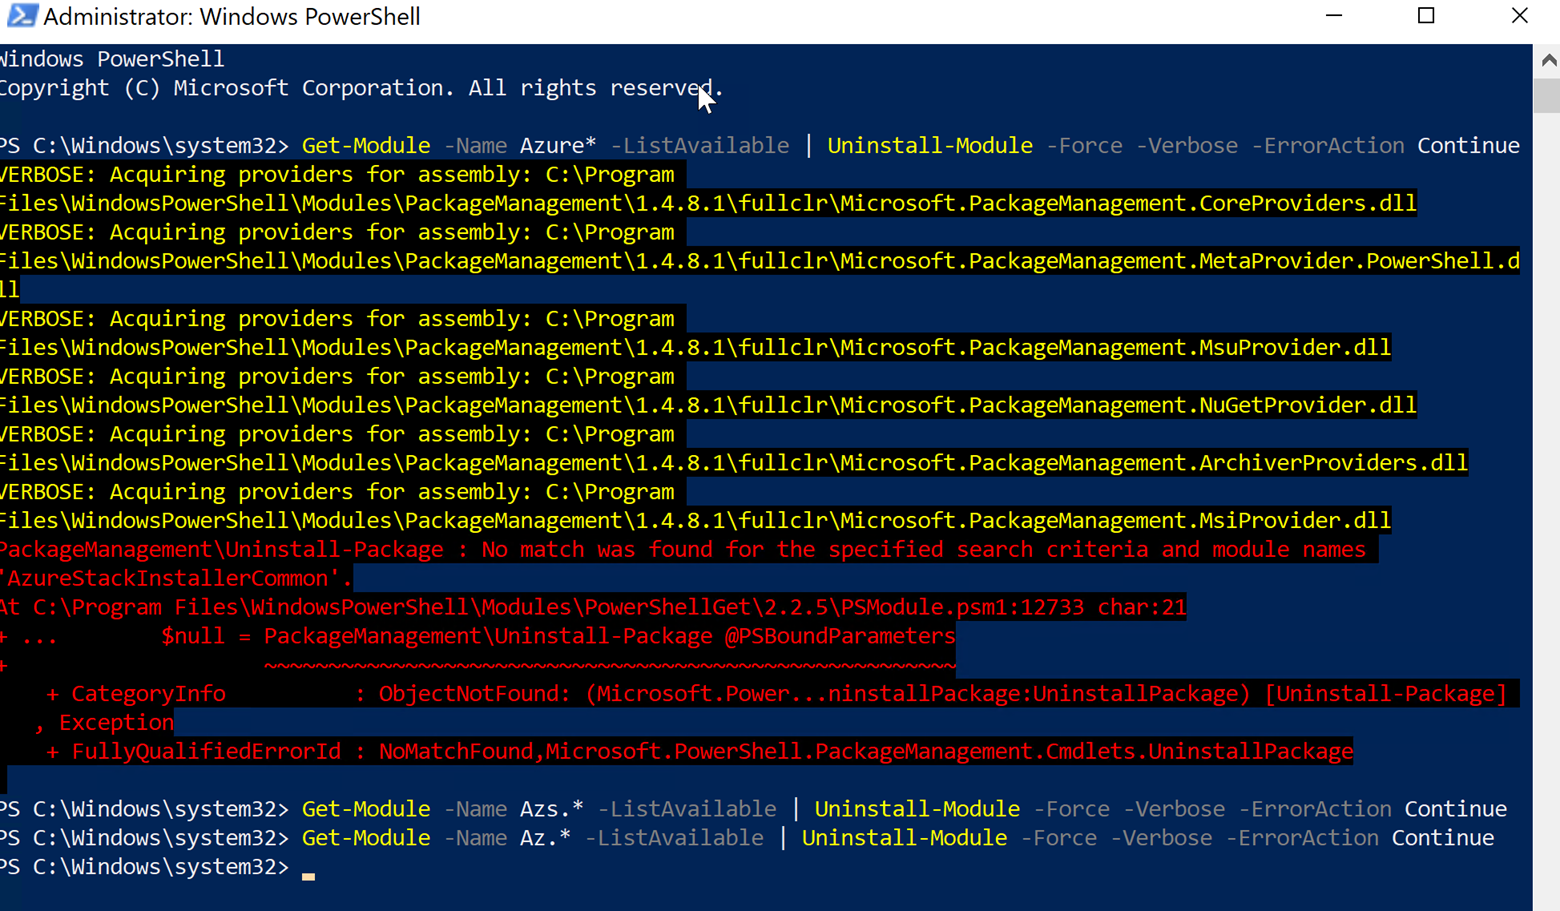 Administrator: Windows PowerShell
Windows PowerShell
Copyright (C) Microsoft Corporation. All rights reserved.
PS C:\Windows\system32> Get-Module -Name Azure* -ListAvailable | Uninstall-Module -Force -Verbose -ErrorAction Continue
VERBOSE: Acquiring providers for assembly: C:\Program
Files\WindowsPowerShell\Modules\PackageManagement\1.4.8.1\fullclr\Microsoft.PackageManagement.CoreProviders.dll
VERBOSE: Acquiring providers for assembly: C:\Program
Files\WindowsPowerShell\Modules\PackageManagement\1.4.8.1\fullclr\Microsoft.PackageManagement.MetaProvider.PowerShell.d
ll
VERBOSE: Acquiring providers for assembly: C:\Program
Files\WindowsPowerShell\Modules\PackageManagement\1.4.8.1\fullclr\Microsoft.PackageManagement.MsuProvider.dll
VERBOSE: Acquiring providers for assembly: C:\Program
Files\WindowsPowerShell\Modules\PackageManagement\1.4.8.1\fullclr\Microsoft.PackageManagement.NuGetProvider.dll
VERBOSE: Acquiring providers for assembly: C:\Program
Files\WindowsPowerShell\Modules\PackageManagement\1.4.8.1\fullclr\Microsoft.PackageManagement.ArchiverProviders.dll
VERBOSE: Acquiring providers for assembly: C:\Program
Files\WindowsPowerShell\Modules\PackageManagement\1.4.8.1\fullclr\Microsoft.PackageManagement.MsiProvider.dll
PackageManagement\Uninstall-Package : No match was found for the specified search criteria and module names
'AzureStackInstallerCommon'.
At C:\Program Files\WindowsPowerShell\Modules\PowerShellGet\2.2.5\PSModule.psm1:12733 char:21
+ ...        $null = PackageManagement\Uninstall-Package @PSBoundParameters
+                    ~~~~~~~~~~~~~~~~~~~~~~~~~~~~~~~~~~~~~~~~~~~~~~~~~~~~~~
+ CategoryInfo          : ObjectNotFound: (Microsoft.Power...ninstallPackage:UninstallPackage) [Uninstall-Package]
, Exception
+ FullyQualifiedErrorId : NoMatchFound,Microsoft.PowerShell.PackageManagement.Cmdlets.UninstallPackage
PS C:\Windows\system32> Get-Module -Name Azs.* -ListAvailable | Uninstall-Module -Force -Verbose -ErrorAction Continue
PS C:\Windows\system32> Get-Module -Name Az.* -ListAvailable | Uninstall-Module -Force -Verbose -ErrorAction Continue
PS C:\Windows\system32>